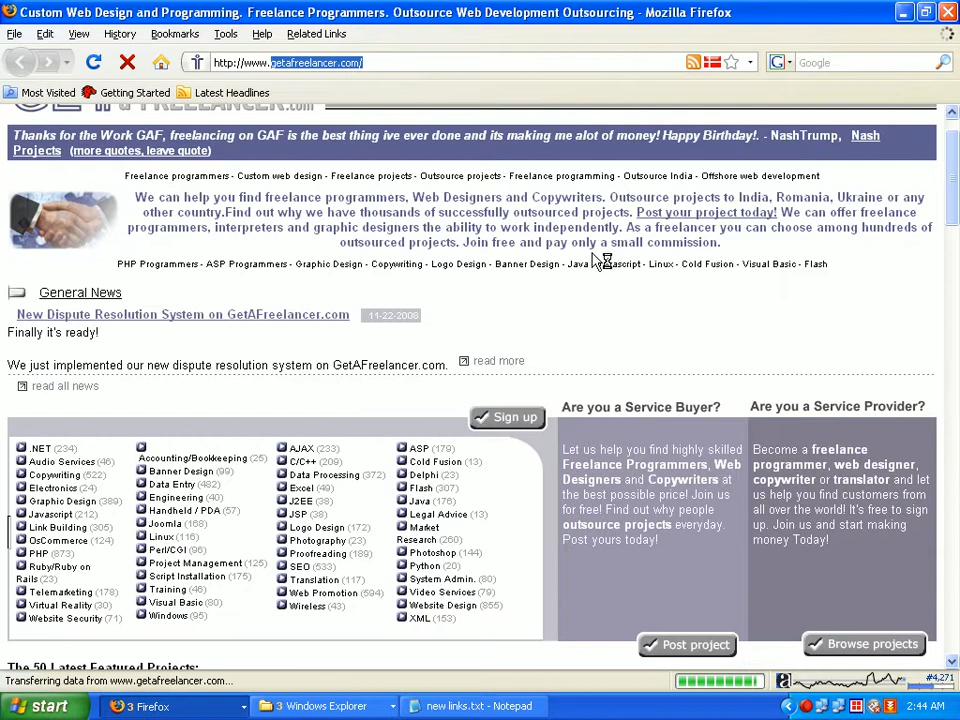 Custom Web Design and Programming. Freelance Programmers. Outsource Web Development Outsourcing - Mozilla Firefox
File Edit View History Bookmarks Tools Help Related Links
http://www.getafreelancer.com/ Google
Most Visited Getting Started Latest Headlines
Thanks for the Work GAF, freelancing on GAF is the best thing ive ever done and its making me alot of money! Happy Birthday!. - NashTrump, Nash
Projects (more quotes, leave quote)
Freelance programmers - Custom web design - Freelance projects - Outsource projects - Freelance programming - Outsource India - Offshore web development
We can help you find freelance programmers, Web Designers and Copywriters. Outsource projects to India, Romania, Ukraine or any
other country.Find out why we have thousands of successfully outsourced projects. Post your project today! We can offer freelance
programmers, interpreters and graphic designers the ability to work independently. As a freelancer you can choose among hundreds of
outsourced projects. Join free and pay only a small commission.
PHP Programmers - ASP Programmers - Graphic Design - Copywriting - Logo Design - Banner Design - Java - Javascript - Linux - Cold Fusion - Visual Basic - Flash
General News
New Dispute Resolution System on GetAFreelancer.com 11-22-2008
Finally it's ready!
We just implemented our new dispute resolution system on GetAFreelancer.com. read more
read all news
Sign up
.NET (234)
Audio Services (46)
Copywriting (522)
Electronics (24)
Graphic Design (389)
Javascript (212)
Link Building (305)
OsCommerce (124)
PHP (873)
Ruby/Ruby on
Rails (23)
Telemarketing (178)
Virtual Reality (30)
Website Security (71)
Accounting/Bookkeeping (25)
Banner Design (99)
Data Entry (482)
Engineering (40)
Handheld / PDA (57)
Joomla (168)
Linux (116)
Perl/CGI (96)
Project Management (125)
Script Installation (175)
Training (46)
Visual Basic (80)
Windows (95)
AJAX (233)
C/C++ (209)
Data Processing (372)
Excel (49)
J2EE (38)
JSP (38)
Logo Design (172)
Photography (23)
Proofreading (189)
SEO (533)
Translation (117)
Web Promotion (594)
Wireless (43)
ASP (179)
Cold Fusion (13)
Delphi (23)
Flash (307)
Java (176)
Legal Advice (13)
Market
Research (260)
Photoshop (144)
Python (20)
System Admin. (80)
Video Services (79)
Website Design (855)
XML (153)
Are you a Service Buyer?
Let us help you find highly skilled
Freelance Programmers, Web
Designers and Copywriters
at the best possible price! Join us
for free! Find out why people
outsource projects everyday.
Post yours today!
Post project
Are you a Service Provider?
Become a freelance
programmer, web designer,
copywriter or translator and let
us help you find customers from
all over the world! It's free to sign
up. Join us and start making
money Today!
Browse projects
The 50 Latest Featured Projects:
Transferring data from www.getafreelancer.com... #4,271
start 3 Firefox 3 Windows Explorer new links.txt - Notepad 2:44 AM